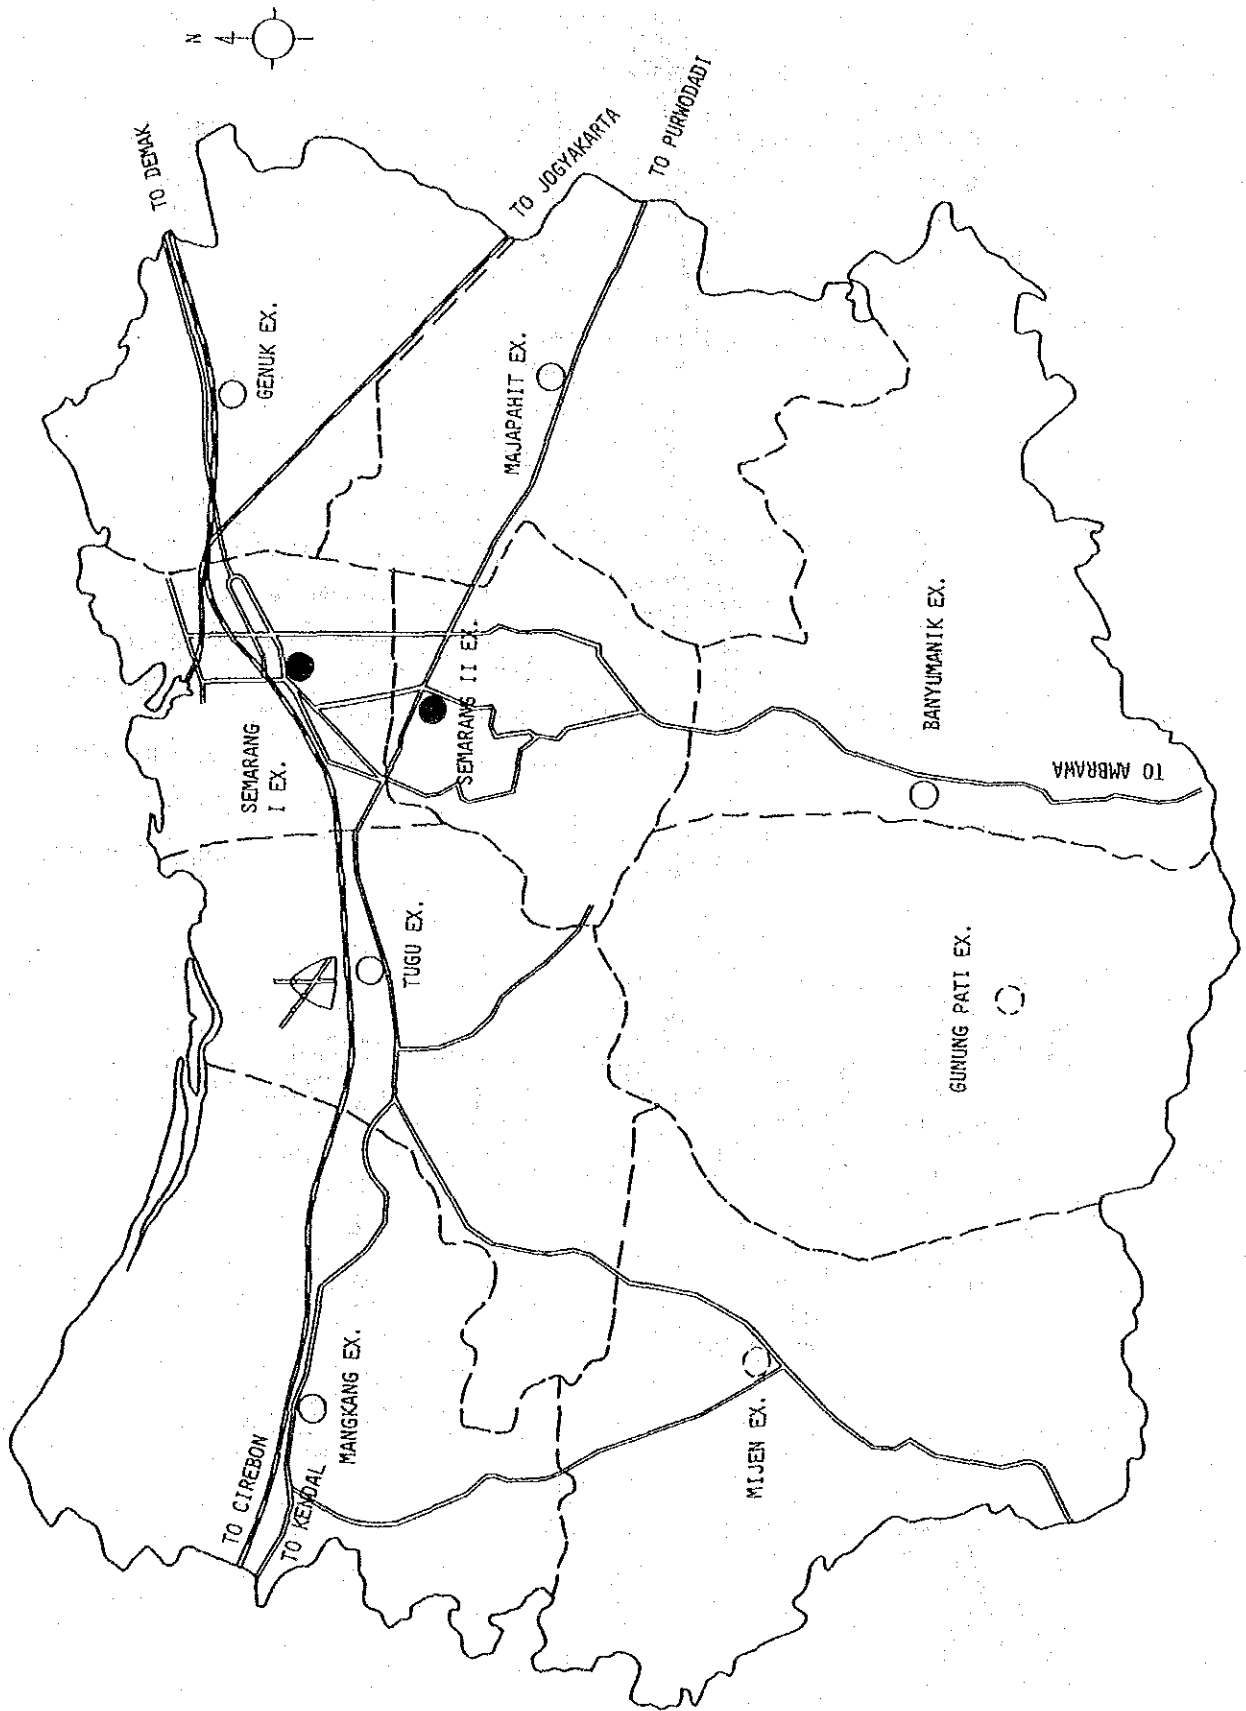 N
TO DEMAK
TO JOGYAKARTA
TO PURWODADI
GENUK EX.
MAJAPAHIT EX.
SEMARANG
I EX.
SEMARANG II EX.
BANYUMANIK EX.
TO AMBRAWA
TUGU EX.
GUNUNG PATI EX.
MANGKANG EX.
MIJEN EX.
TO CIREBON
TO KENDAL